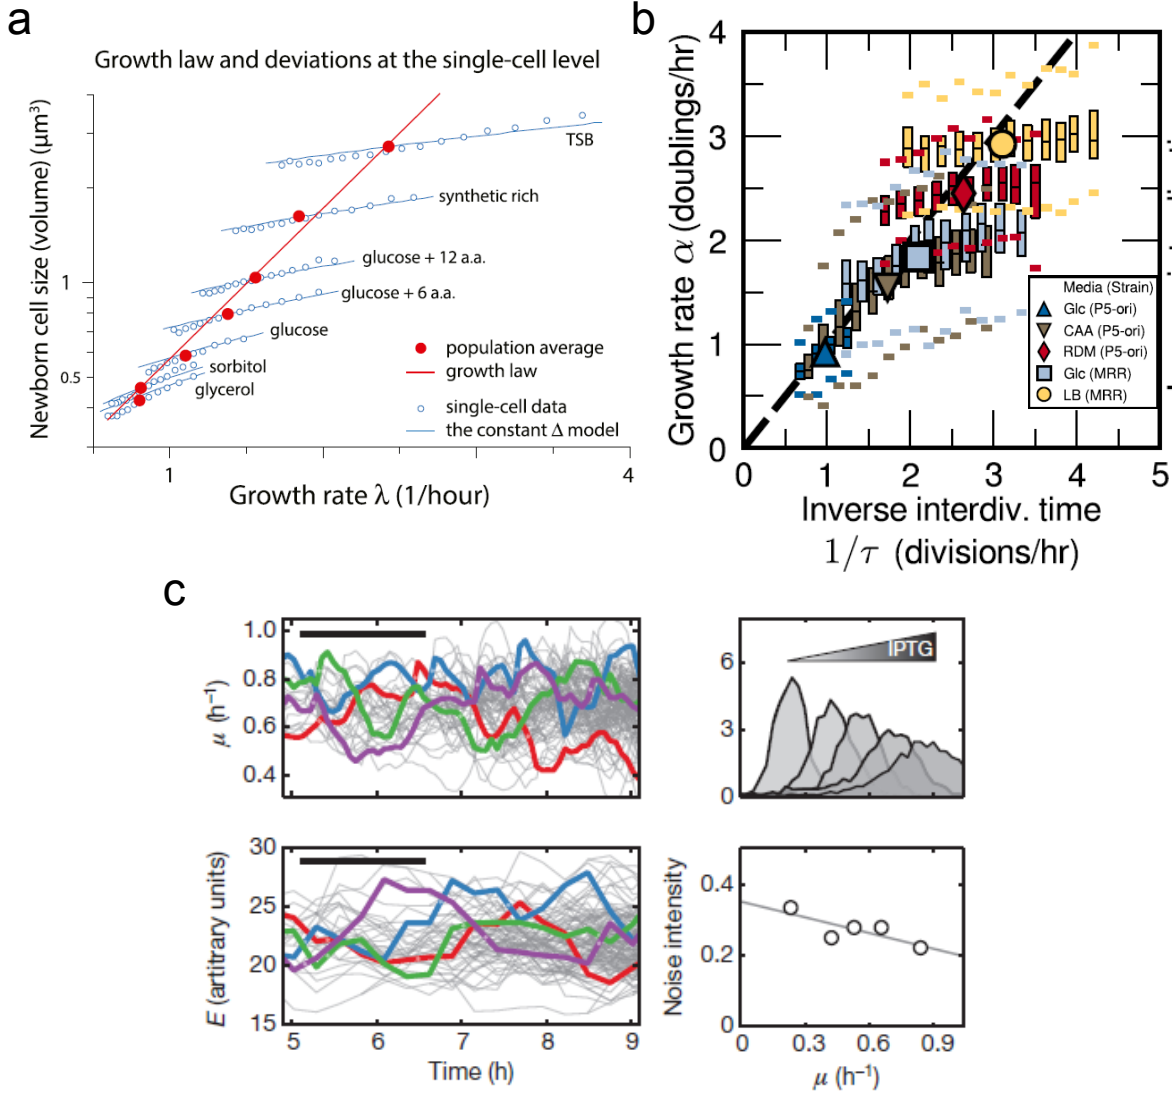 a
Growth law and deviations at the single-cell level
Newborn cell size (volume) (μm³)
1
0.5
TSB
synthetic rich
glucose + 12 a.a.
glucose + 6 a.a.
glucose
sorbitol
glycerol
population average
growth law
single-cell data
the constant Δ model
1
4
Growth rate λ (1/hour)
b
Growth rate α (doublings/hr)
4
3
2
1
0
Media (Strain)
Glc (P5-ori)
CAA (P5-ori)
RDM (P5-ori)
Glc (MRR)
LB (MRR)
0 1 2 3 4 5
Inverse interdiv. time
1/τ (divisions/hr)
c
μ (h⁻¹)
1.0
0.8
0.6
0.4
6
3
0
IPTG
E (artitrary units)
30
25
20
15
5 6 7 8 9
Time (h)
Noise intensity
0.4
0.2
0
0 0.3 0.6 0.9
μ (h⁻¹)